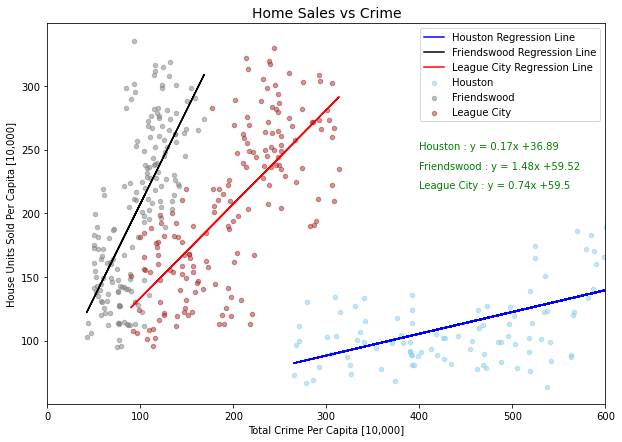 Home Sales vs Crime
Houston Regression Line
Friendswood Regression Line
League City Regression Line
Houston
Friendswood
League City
Houston : y = 0.17x +36.89
Friendswood : y = 1.48x +59.52
League City : y = 0.74x +59.5
House Units Sold Per Capita [10,000]
300
250
200
150
100
0 100 200 300 400 500 600
Total Crime Per Capita [10,000]